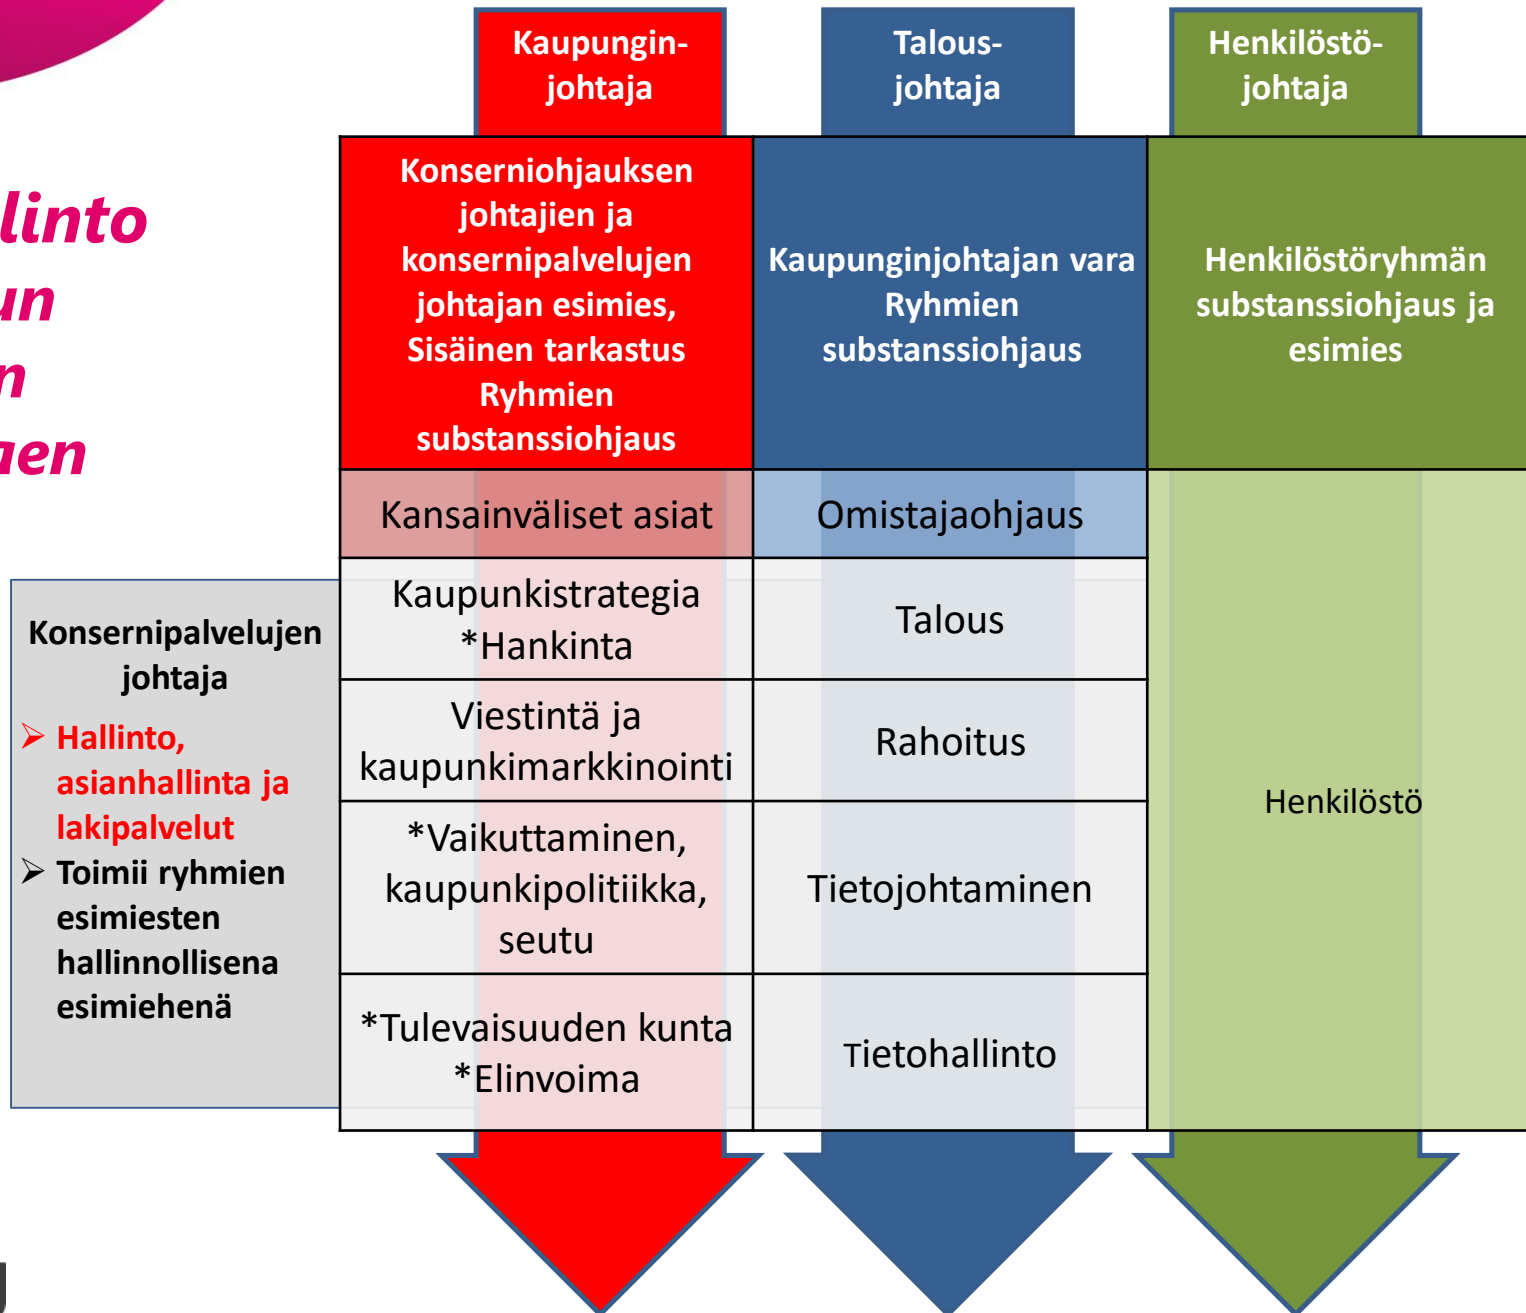 Kaupungin-
johtaja
Talous-
johtaja
Henkilöstö-
johtaja
linto
un
n
aen
Konserniohjauksen
johtajien ja
konsernipalvelujen
johtajan esimies,
Sisäinen tarkastus
Ryhmien
substanssiohjaus
Kaupunginjohtajan vara
Ryhmien
substanssiohjaus
Henkilöstöryhmän
substanssiohjaus ja
esimies
Kansainväliset asiat
Omistajaohjaus
Kaupunkistrategia
*Hankinta
Talous
Viestintä ja
kaupunkimarkkinointi
Rahoitus
*Vaikuttaminen,
kaupunkipolitiikka,
seutu
Tietojohtaminen
*Tulevaisuuden kunta
*Elinvoima
Tietohallinto
Henkilöstö
Konsernipalvelujen
johtaja
➢ Hallinto,
asianhallinta ja
lakipalvelut
➢ Toimii ryhmien
esimiesten
hallinnollisena
esimiehenä